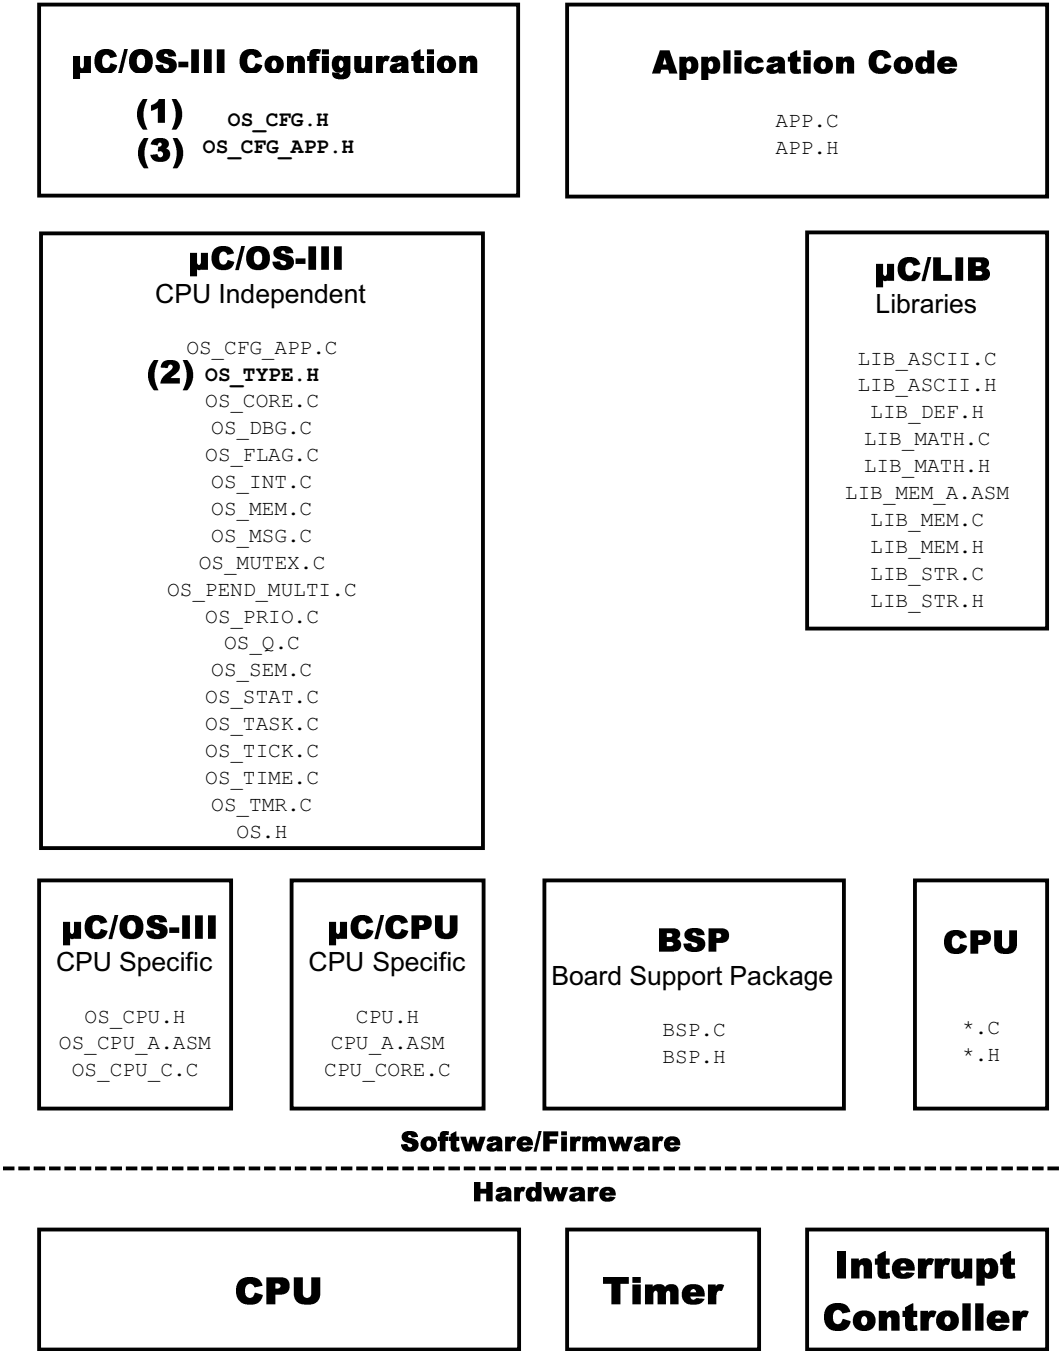 µC/OS-III Configuration
(1) OS_CFG.H
(3) OS_CFG_APP.H
Application Code
APP.C
APP.H
µC/OS-III
CPU Independent
OS_CFG_APP.C
(2) OS_TYPE.H
OS_CORE.C
OS_DBG.C
OS_FLAG.C
OS_INT.C
OS_MEM.C
OS_MSG.C
OS_MUTEX.C
OS_PEND_MULTI.C
OS_PRIO.C
OS_Q.C
OS_SEM.C
OS_STAT.C
OS_TASK.C
OS_TICK.C
OS_TIME.C
OS_TMR.C
OS.H
µC/LIB
Libraries
LIB_ASCII.C
LIB_ASCII.H
LIB_DEF.H
LIB_MATH.C
LIB_MATH.H
LIB_MEM_A.ASM
LIB_MEM.C
LIB_MEM.H
LIB_STR.C
LIB_STR.H
µC/OS-III
CPU Specific
OS_CPU.H
OS_CPU_A.ASM
OS_CPU_C.C
µC/CPU
CPU Specific
CPU.H
CPU_A.ASM
CPU_CORE.C
BSP
Board Support Package
BSP.C
BSP.H
CPU
*.C
*.H
Software/Firmware
Hardware
CPU
Timer
Interrupt
Controller